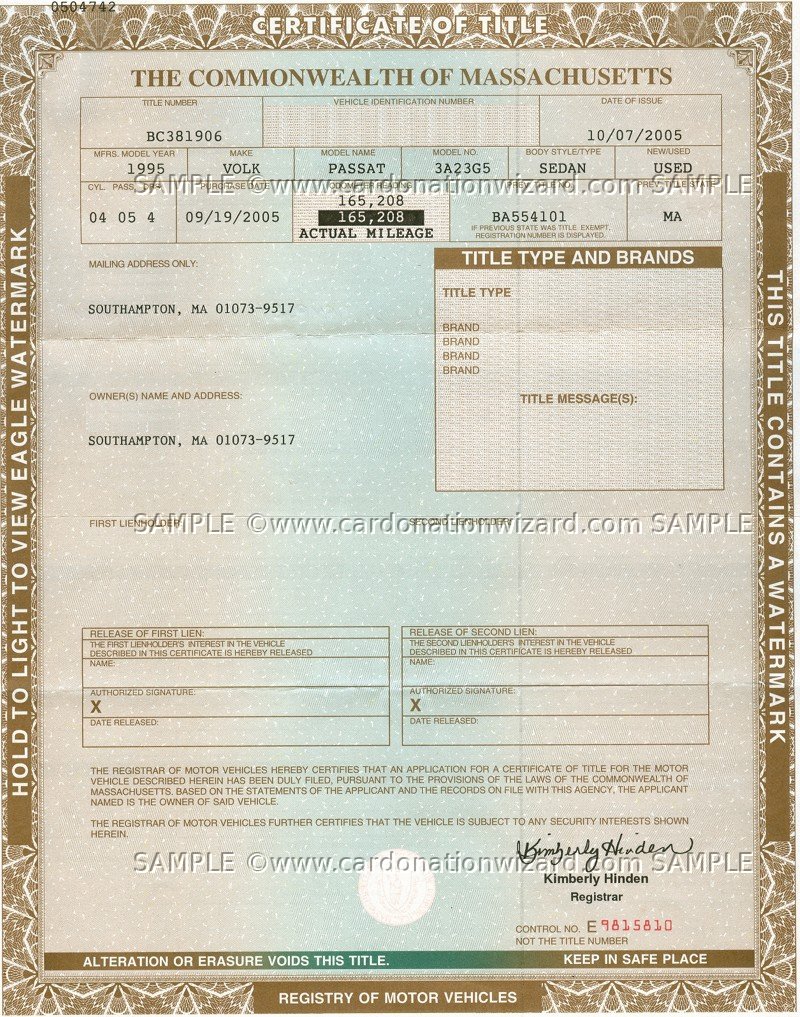 0504742
CERTIFICATE OF TITLE
THE COMMONWEALTH OF MASSACHUSETTS
TITLE NUMBER VEHICLE IDENTIFICATION NUMBER DATE OF ISSUE
BC381906 10/07/2005
MFRS. MODEL YEAR MAKE MODEL NAME MODEL NO. BODY STYLE/TYPE NEW/USED
1995 VOLK PASSAT 3A23G5 SEDAN USED
SAMPLE ©www.cardonationwizard.com SAMPLE
CYL. PASS. DRS. PURCHASE DATE ODOMETER READING PREV. TITLE NO. PREV. TITLE STATE
165,208
04 05 4 09/19/2005 165,208 BA554101 MA
ACTUAL MILEAGE
IF PREVIOUS STATE WAS TITLE EXEMPT,
REGISTRATION NUMBER IS DISPLAYED.
MAILING ADDRESS ONLY:
SOUTHAMPTON, MA 01073-9517
TITLE TYPE AND BRANDS
TITLE TYPE
BRAND
BRAND
BRAND
BRAND
TITLE MESSAGE(S):
OWNER(S) NAME AND ADDRESS:
SOUTHAMPTON, MA 01073-9517
FIRST LIENHOLDER: SECOND LIENHOLDER:
SAMPLE ©www.cardonationwizard.com SAMPLE
RELEASE OF FIRST LIEN:
THE FIRST LIENHOLDER'S INTEREST IN THE VEHICLE
DESCRIBED IN THIS CERTIFICATE IS HEREBY RELEASED
NAME:
AUTHORIZED SIGNATURE:
X
DATE RELEASED:
RELEASE OF SECOND LIEN:
THE SECOND LIENHOLDER'S INTEREST IN THE VEHICLE
DESCRIBED IN THIS CERTIFICATE IS HEREBY RELEASED
NAME:
AUTHORIZED SIGNATURE:
X
DATE RELEASED:
THE REGISTRAR OF MOTOR VEHICLES HEREBY CERTIFIES THAT AN APPLICATION FOR A CERTIFICATE OF TITLE FOR THE MOTOR
VEHICLE DESCRIBED HEREIN HAS BEEN DULY FILED, PURSUANT TO THE PROVISIONS OF THE LAWS OF THE COMMONWEALTH OF
MASSACHUSETTS. BASED ON THE STATEMENTS OF THE APPLICANT AND THE RECORDS ON FILE WITH THIS AGENCY, THE APPLICANT
NAMED IS THE OWNER OF SAID VEHICLE.
THE REGISTRAR OF MOTOR VEHICLES FURTHER CERTIFIES THAT THE VEHICLE IS SUBJECT TO ANY SECURITY INTERESTS SHOWN
HEREIN.
Kimberly Hinden
SAMPLE ©www.cardonationwizard.com SAMPLE
Kimberly Hinden
Registrar
CONTROL NO. E 9815810
NOT THE TITLE NUMBER
ALTERATION OR ERASURE VOIDS THIS TITLE. KEEP IN SAFE PLACE
REGISTRY OF MOTOR VEHICLES
HOLD TO LIGHT TO VIEW EAGLE WATERMARK
THIS TITLE CONTAINS A WATERMARK